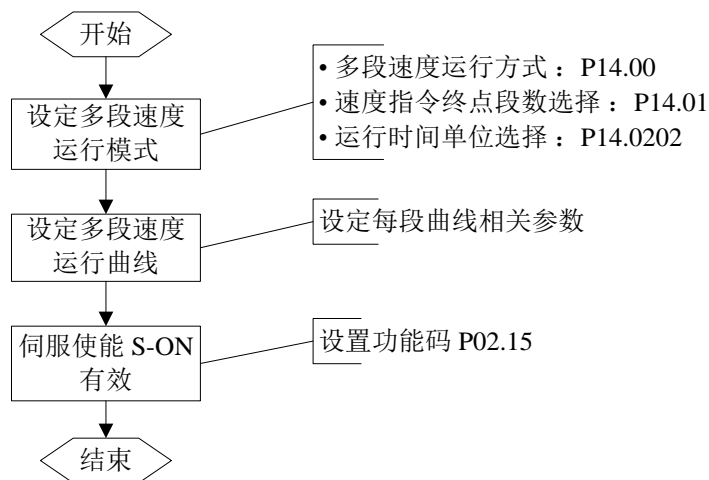 开始
设定多段速度
运行模式
• 多段速度运行方式： P14.00
• 速度指令终点段数选择： P14.01
• 运行时间单位选择： P14.0202
设定多段速度
运行曲线
设定每段曲线相关参数
伺服使能 S-ON
有效
设置功能码 P02.15
结束